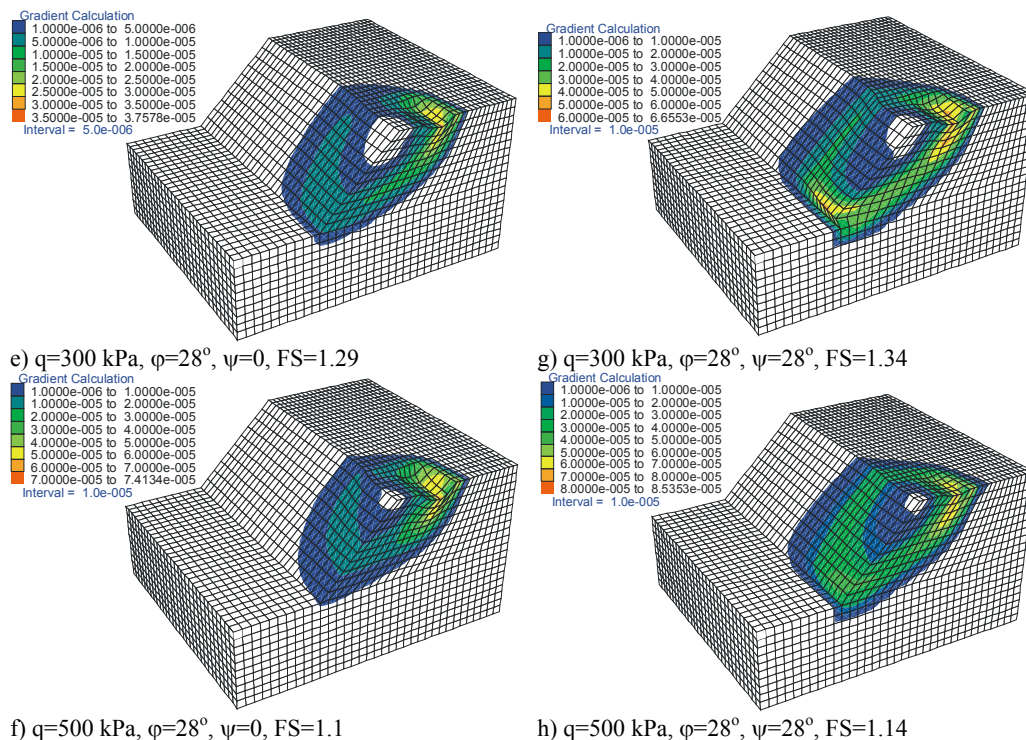 Gradient Calculation
1.0000e-006 to 5.0000e-006
5.0000e-006 to 1.0000e-005
1.0000e-005 to 1.5000e-005
1.5000e-005 to 2.0000e-005
2.0000e-005 to 2.5000e-005
2.5000e-005 to 3.0000e-005
3.0000e-005 to 3.5000e-005
3.5000e-005 to 3.7578e-005
Interval = 5.0e-006
e) q=300 kPa, φ=28°, ψ=0, FS=1.29
Gradient Calculation
1.0000e-006 to 1.0000e-005
1.0000e-005 to 2.0000e-005
2.0000e-005 to 3.0000e-005
3.0000e-005 to 4.0000e-005
4.0000e-005 to 5.0000e-005
5.0000e-005 to 6.0000e-005
6.0000e-005 to 6.6553e-005
Interval = 1.0e-005
g) q=300 kPa, φ=28°, ψ=28°, FS=1.34
Gradient Calculation
1.0000e-006 to 1.0000e-005
1.0000e-005 to 2.0000e-005
2.0000e-005 to 3.0000e-005
3.0000e-005 to 4.0000e-005
4.0000e-005 to 5.0000e-005
5.0000e-005 to 6.0000e-005
6.0000e-005 to 7.0000e-005
7.0000e-005 to 7.4134e-005
Interval = 1.0e-005
f) q=500 kPa, φ=28°, ψ=0, FS=1.1
Gradient Calculation
1.0000e-006 to 1.0000e-005
1.0000e-005 to 2.0000e-005
2.0000e-005 to 3.0000e-005
3.0000e-005 to 4.0000e-005
4.0000e-005 to 5.0000e-005
5.0000e-005 to 6.0000e-005
6.0000e-005 to 7.0000e-005
7.0000e-005 to 8.0000e-005
8.0000e-005 to 8.5353e-005
Interval = 1.0e-005
h) q=500 kPa, φ=28°, ψ=28°, FS=1.14